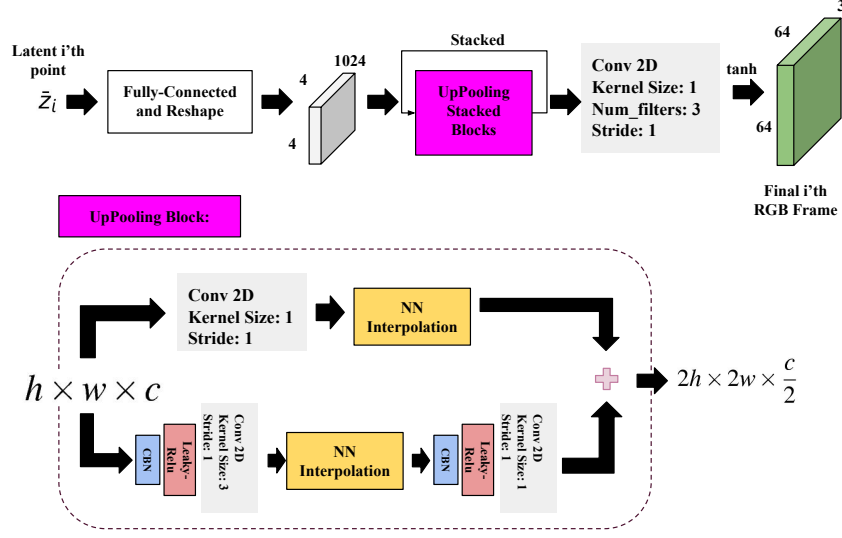 Latent i'th
point
z̄ᵢ
Fully-Connected
and Reshape
4
1024
4
Stacked
UpPooling
Stacked
Blocks
Conv 2D
Kernel Size: 1
Num_filters: 3
Stride: 1
tanh
64
3
64
Final i'th
RGB Frame
UpPooling Block:
Conv 2D
Kernel Size: 1
Stride: 1
NN
Interpolation
h × w × c
2h × 2w × c/2
CBN
Leaky-
Relu
Conv 2D
Kernel Size: 3
Stride: 1
NN
Interpolation
CBN
Leaky-
Relu
Conv 2D
Kernel Size: 1
Stride: 1